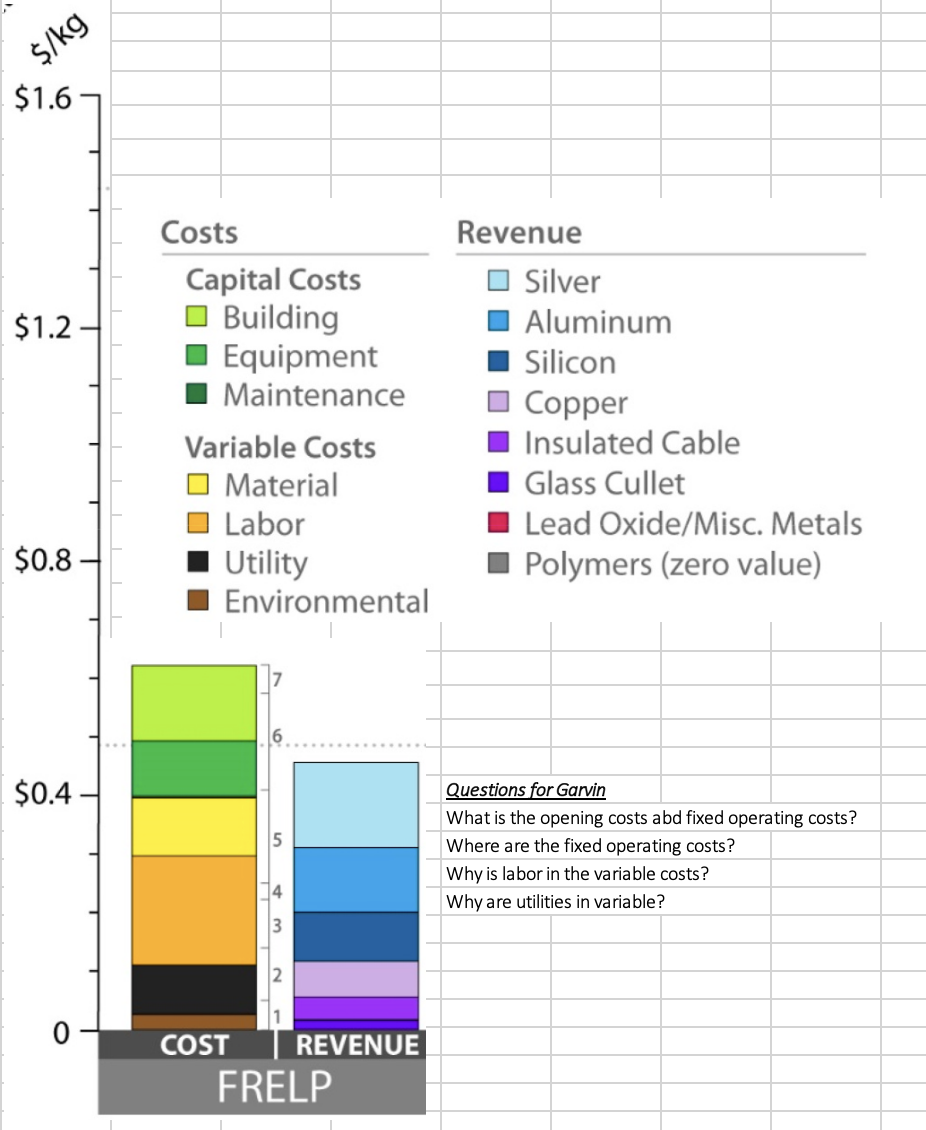 $/kg
$1.6
$1.2
$0.8
$0.4
0
Costs
Capital Costs
Building
Equipment
Maintenance
Variable Costs
Material
Labor
Utility
Environmental
Revenue
Silver
Aluminum
Silicon
Copper
Insulated Cable
Glass Cullet
Lead Oxide/Misc. Metals
Polymers (zero value)
7
6
5
4
3
2
1
COST
REVENUE
FRELP
Questions for Garvin
What is the opening costs abd fixed operating costs?
Where are the fixed operating costs?
Why is labor in the variable costs?
Why are utilities in variable?